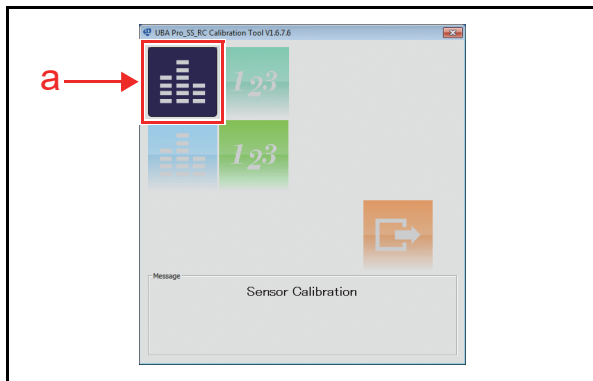 UBA Pro_SS_RC Calibration Tool V1.6.7.6
a
123
123
Message
Sensor Calibration